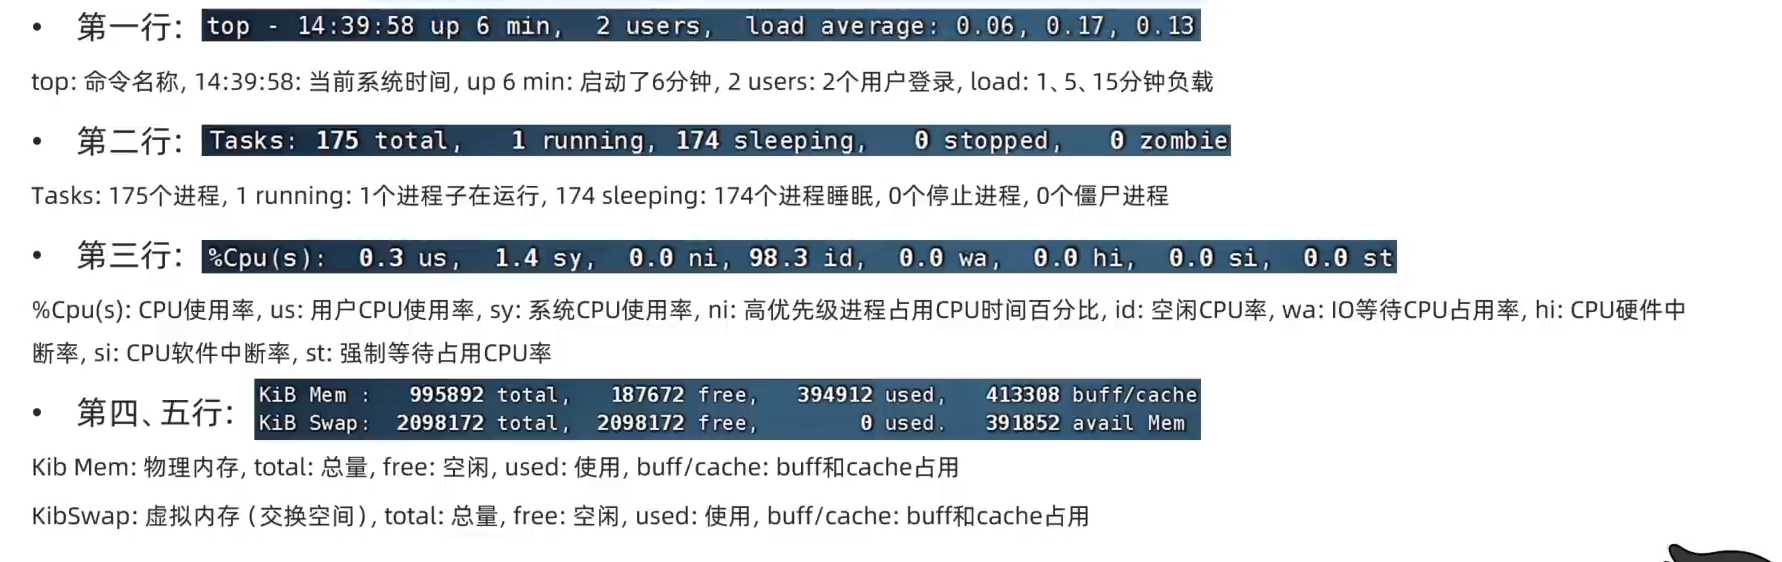 • 第一行: top - 14:39:58 up 6 min,  2 users,  load average: 0.06, 0.17, 0.13
top: 命令名称, 14:39:58: 当前系统时间, up 6 min: 启动了6分钟, 2 users: 2个用户登录, load: 1、5、15分钟负载
• 第二行: Tasks: 175 total,   1 running, 174 sleeping,   0 stopped,   0 zombie
Tasks: 175个进程, 1 running: 1个进程子在运行, 174 sleeping: 174个进程睡眠, 0个停止进程, 0个僵尸进程
• 第三行: %Cpu(s):  0.3 us,  1.4 sy,  0.0 ni, 98.3 id,  0.0 wa,  0.0 hi,  0.0 si,  0.0 st
%Cpu(s): CPU使用率, us: 用户CPU使用率, sy: 系统CPU使用率, ni: 高优先级进程占用CPU时间百分比, id: 空闲CPU率, wa: IO等待CPU占用率, hi: CPU硬件中
断率, si: CPU软件中断率, st: 强制等待占用CPU率
• 第四、五行:
KiB Mem :   995892 total,   187672 free,   394912 used,   413308 buff/cache
KiB Swap:  2098172 total,  2098172 free,        0 used.   391852 avail Mem
Kib Mem: 物理内存, total: 总量, free: 空闲, used: 使用, buff/cache: buff和cache占用
KibSwap: 虚拟内存（交换空间）, total: 总量, free: 空闲, used: 使用, buff/cache: buff和cache占用